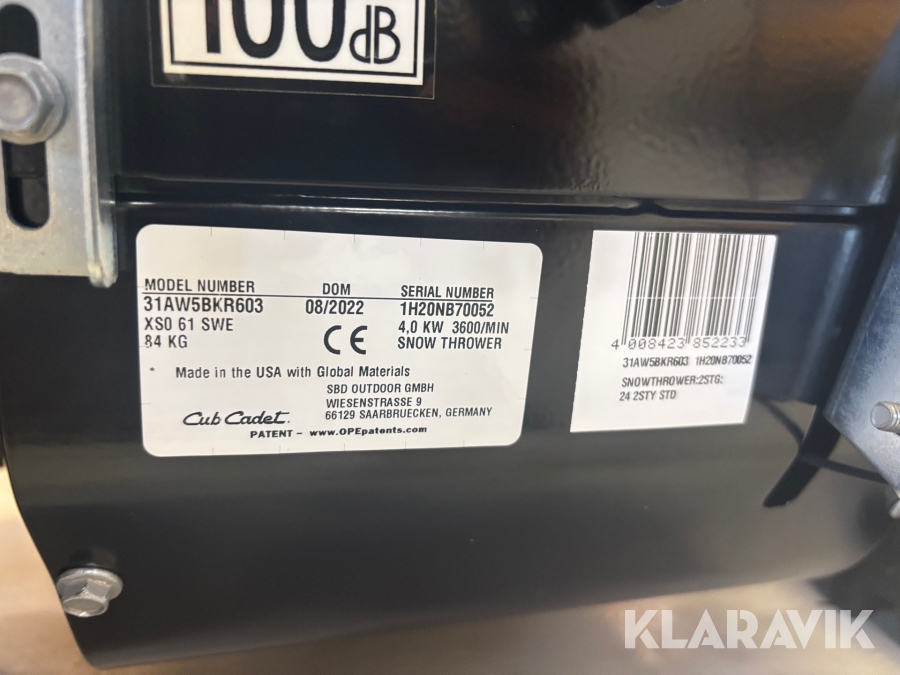 100 dB
MODEL NUMBER DOM SERIAL NUMBER
31AW5BKR603 08/2022 1H20NB70052
XS0 61 SWE 4,0 KW 3600/MIN
84 KG CE SNOW THROWER
Made in the USA with Global Materials
SBD OUTDOOR GMBH
WIESENSTRASSE 9
Cub Cadet. 66129 SAARBRUECKEN, GERMANY
PATENT - www.OPEpatents.com
4 008423 852233
31AW5BKR603 1H20NB70052
SNOWTHROWER:2STG:
24 2STY STD
KLARAVIK